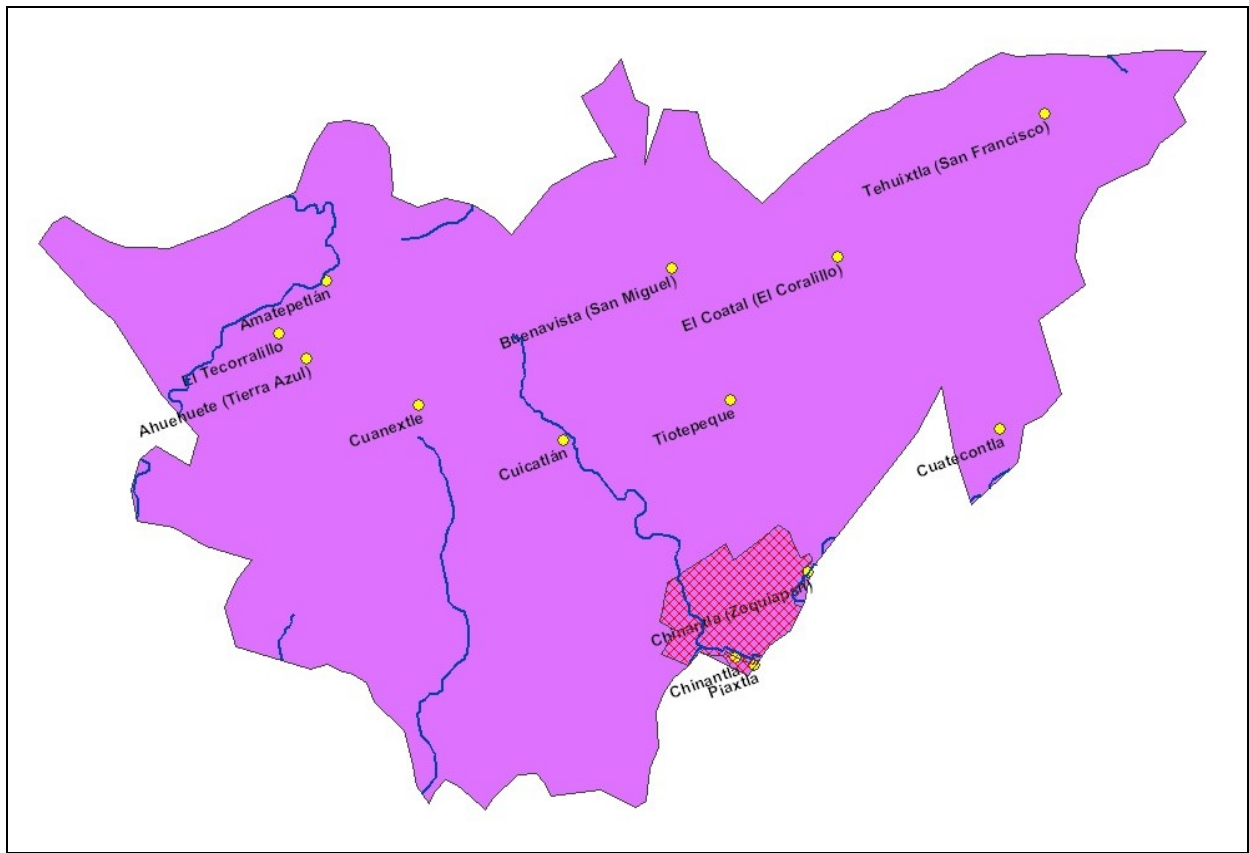 Tehuixtla (San Francisco)
Buenavista (San Miguel)
El Coatal (El Coralillo)
Amatepetlán
El Tecorralillo
Ahuehuete (Tierra Azul)
Cuanextle
Cuicatlán
Tiotepeque
Cuatecontla
Chinantla (Zoquiapan)
Chinantla
Piaxtla